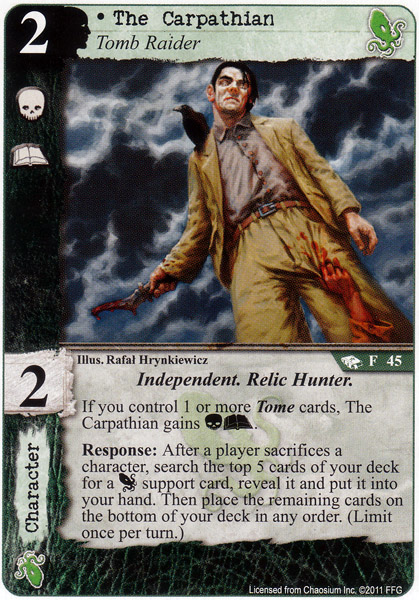 2
• The Carpathian
Tomb Raider
Illus. Rafał Hrynkiewicz
F 45
2
Independent. Relic Hunter.
If you control 1 or more Tome cards, The
Carpathian gains .
Response: After a player sacrifices a
character, search the top 5 cards of your deck
for a support card, reveal it and put it into
your hand. Then place the remaining cards on
the bottom of your deck in any order. (Limit
once per turn.)
Character
Licensed from Chaosium Inc. ©2011 FFG